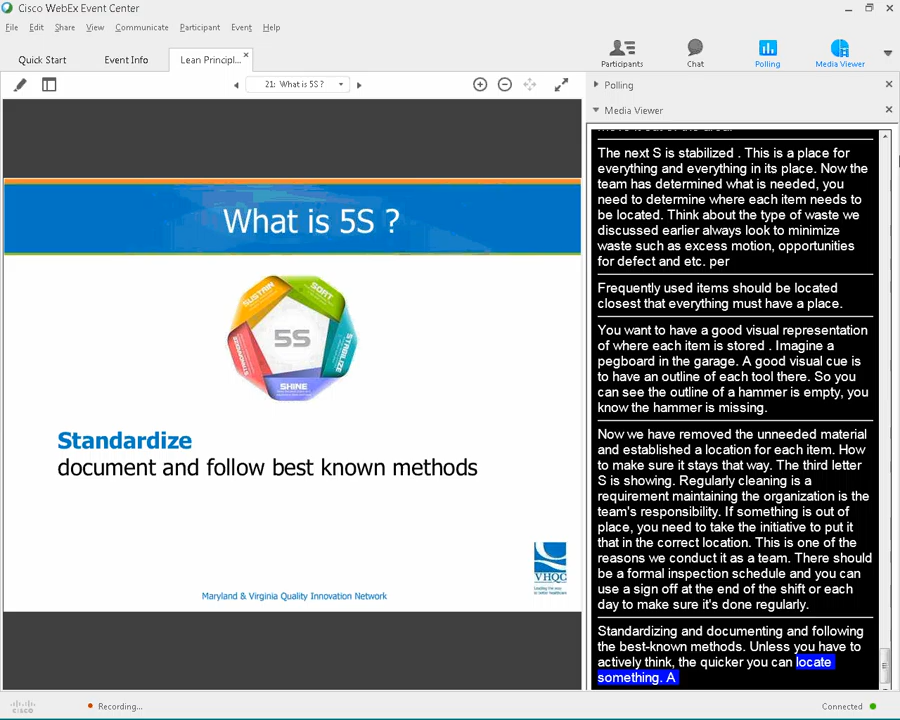 Cisco WebEx Event Center
File Edit Share View Communicate Participant Event Help
Quick Start Event Info Lean Principl...
Participants Chat Polling Media Viewer
21: What is 5S ?
Polling
Media Viewer
What is 5S ?
SUSTAIN
SORT
5S
STABILIZE
STANDARDIZE
SHINE
Standardize
document and follow best known methods
VHQC
Maryland & Virginia Quality Innovation Network
The next S is stabilized . This is a place for
everything and everything in its place. Now the
team has determined what is needed, you
need to determine where each item needs to
be located. Think about the type of waste we
discussed earlier always look to minimize
waste such as excess motion, opportunities
for defect and etc. per
Frequently used items should be located
closest that everything must have a place.
You want to have a good visual representation
of where each item is stored . Imagine a
pegboard in the garage. A good visual cue is
to have an outline of each tool there. So you
can see the outline of a hammer is empty, you
know the hammer is missing.
Now we have removed the unneeded material
and established a location for each item. How
to make sure it stays that way. The third letter
S is showing. Regularly cleaning is a
requirement maintaining the organization is the
team's responsibility. If something is out of
place, you need to take the initiative to put it
that in the correct location. This is one of the
reasons we conduct it as a team. There should
be a formal inspection schedule and you can
use a sign off at the end of the shift or each
day to make sure it's done regularly.
Standardizing and documenting and following
the best-known methods. Unless you have to
actively think, the quicker you can locate
something. A
cisco
Recording...
Connected